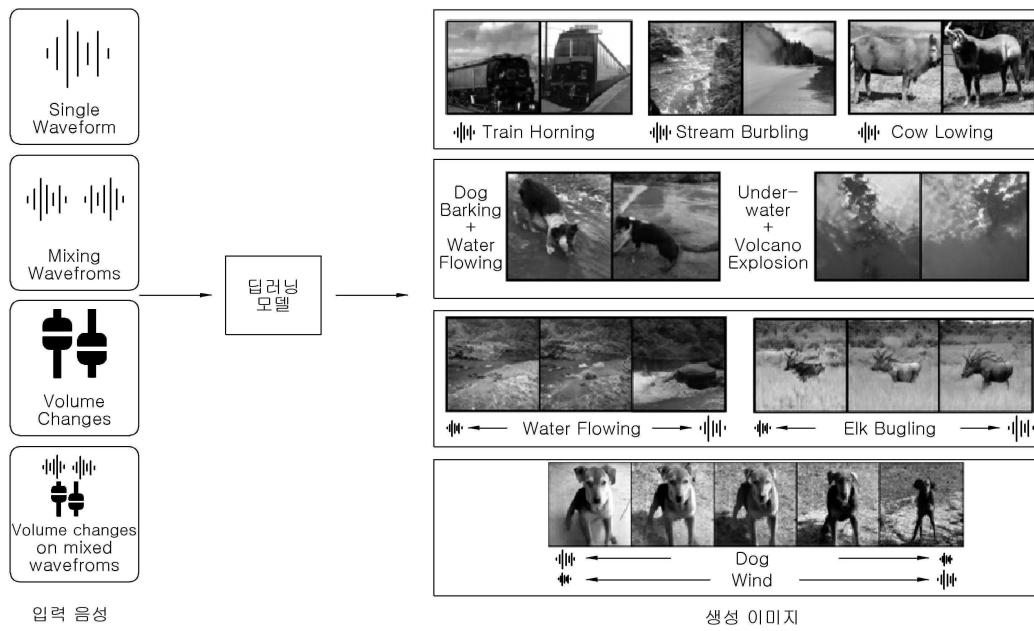 Single
Waveform
Mixing
Wavefroms
Volume
Changes
Volume changes
on mixed
wavefroms
입력 음성
딥러닝
모델
Train Horning
Stream Burbling
Cow Lowing
Dog
Barking
+
Water
Flowing
Under-
water
+
Volcano
Explosion
Water Flowing
Elk Bugling
Dog
Wind
생성 이미지